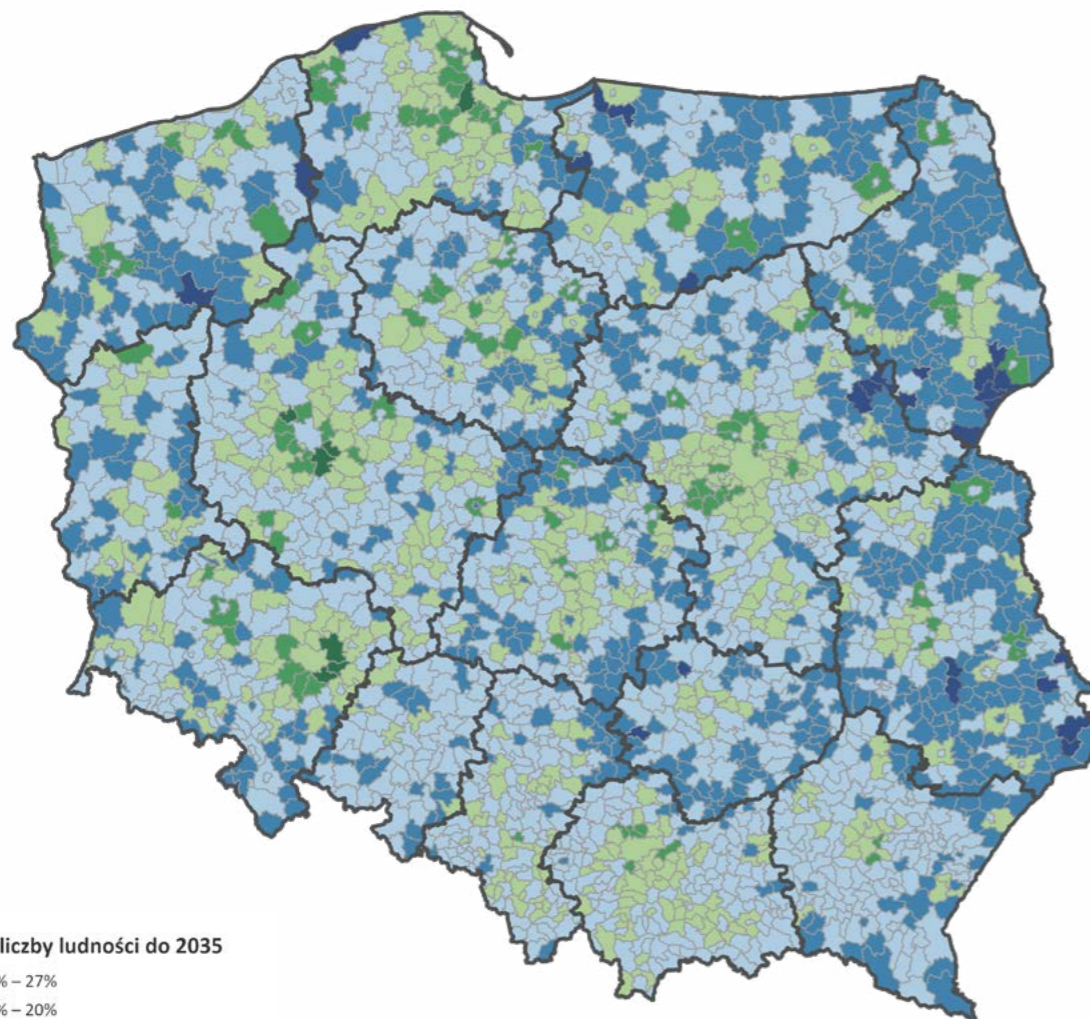 liczby ludności do 2035
% – 27%
% – 20%